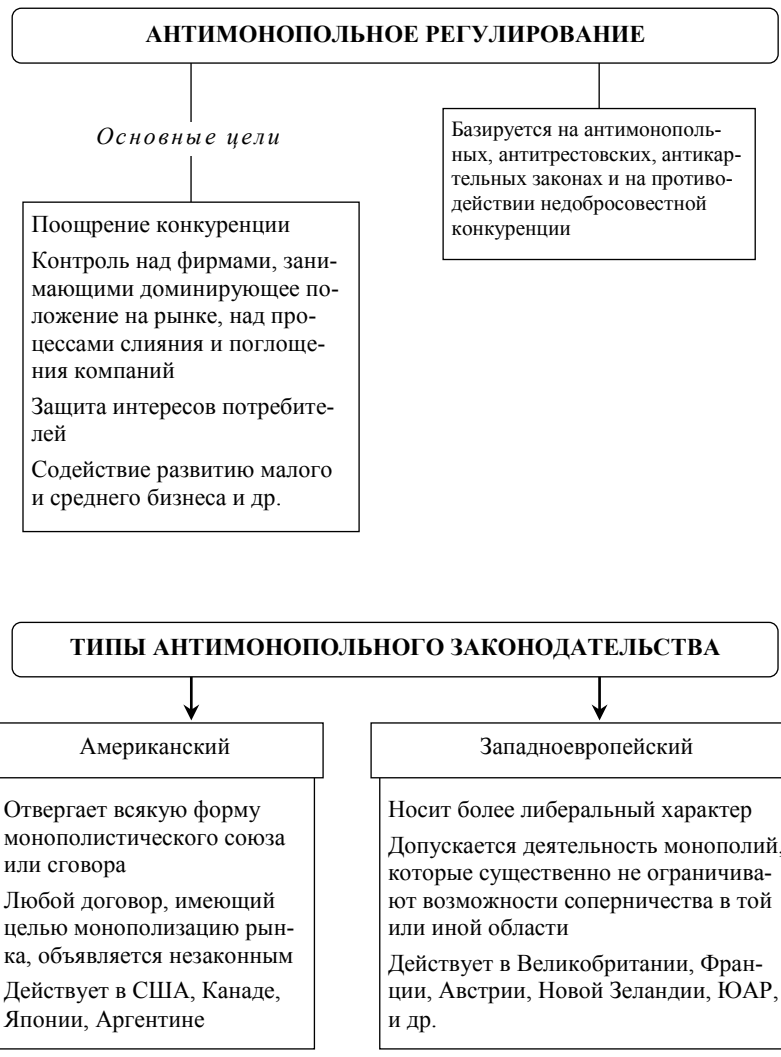 АНТИМОНОПОЛЬНОЕ РЕГУЛИРОВАНИЕ
Основные цели
Поощрение конкуренции
Контроль над фирмами, зани-
мающими доминирующее по-
ложение на рынке, над про-
цессами слияния и поглоще-
ния компаний
Защита интересов потребите-
лей
Содействие развитию малого
и среднего бизнеса и др.
Базируется на антимонополь-
ных, антитрестовских, антикар-
тельных законах и на противо-
действии недобросовестной
конкуренции
ТИПЫ АНТИМОНОПОЛЬНОГО ЗАКОНОДАТЕЛЬСТВА
Американский
Отвергает всякую форму
монополистического союза
или сговора
Любой договор, имеющий
целью монополизацию рын-
ка, объявляется незаконным
Действует в США, Канаде,
Японии, Аргентине
Западноевропейский
Носит более либеральный характер
Допускается деятельность монополий,
которые существенно не ограничива-
ют возможности соперничества в той
или иной области
Действует в Великобритании, Фран-
ции, Австрии, Новой Зеландии, ЮАР,
и др.